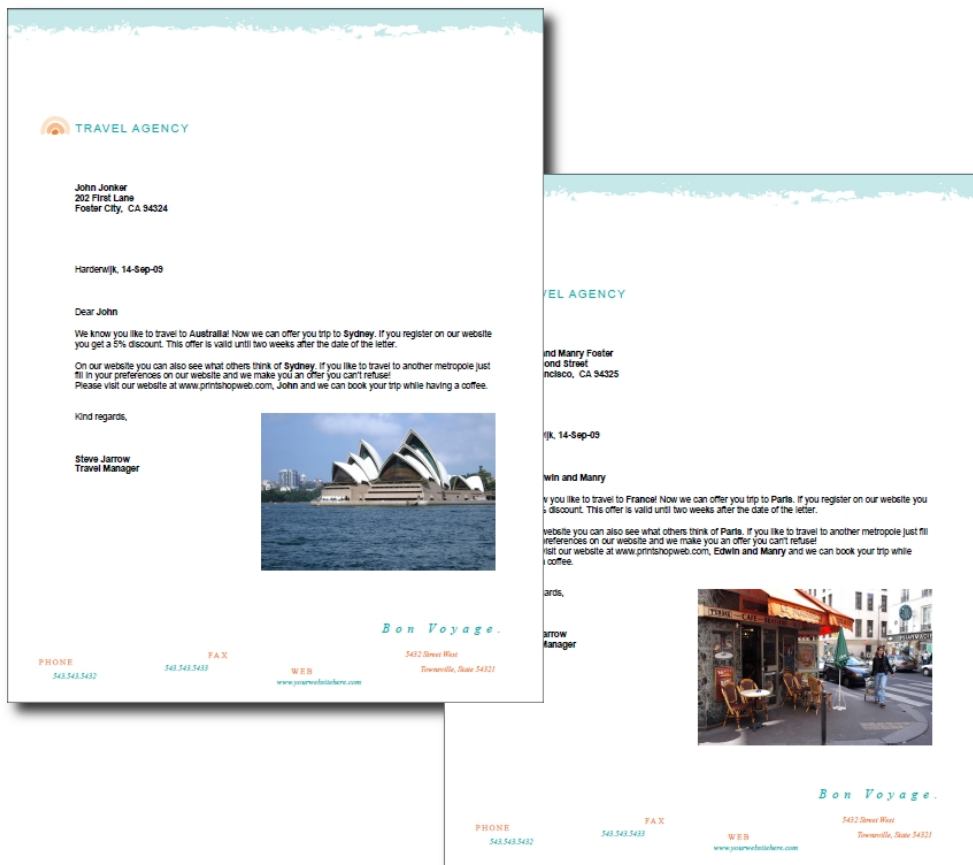 TRAVEL AGENCY
John Jonker
202 First Lane
Foster City, CA 94324
Harderwijk, 14-Sep-09
Dear John
We know you like to travel to Australia! Now we can offer you trip to Sydney. If you register on our website
you get a 5% discount. This offer is valid until two weeks after the date of the letter.
On our website you can also see what others think of Sydney. If you like to travel to another metropole just
fill in your preferences on our website and we make you an offer you can't refuse!
Please visit our website at www.printshopweb.com, John and we can book your trip while having a coffee.
Kind regards,
Steve Jarrow
Travel Manager
Bon Voyage.
PHONE
543.543.5432
FAX
543.543.5433
WEB
www.yourwebsitehere.com
5432 Street West
Townsville, State 54321
VEL AGENCY
nd Manry Foster
ond Street
ncisco, CA 94325
ijk, 14-Sep-09
dwin and Manry
you like to travel to France! Now we can offer you trip to Paris. If you register on our website you
discount. This offer is valid until two weeks after the date of the letter.
website you can also see what others think of Paris. If you like to travel to another metropole just fill
preferences on our website and we make you an offer you can't refuse!
visit our website at www.printshopweb.com, Edwin and Manry and we can book your trip while
coffee.
ards,
arrow
Manager
CAFE
PHARMACIE
Bon Voyage.
PHONE
543.543.5432
FAX
543.543.5433
WEB
www.yourwebsitehere.com
5432 Street West
Townsville, State 54321